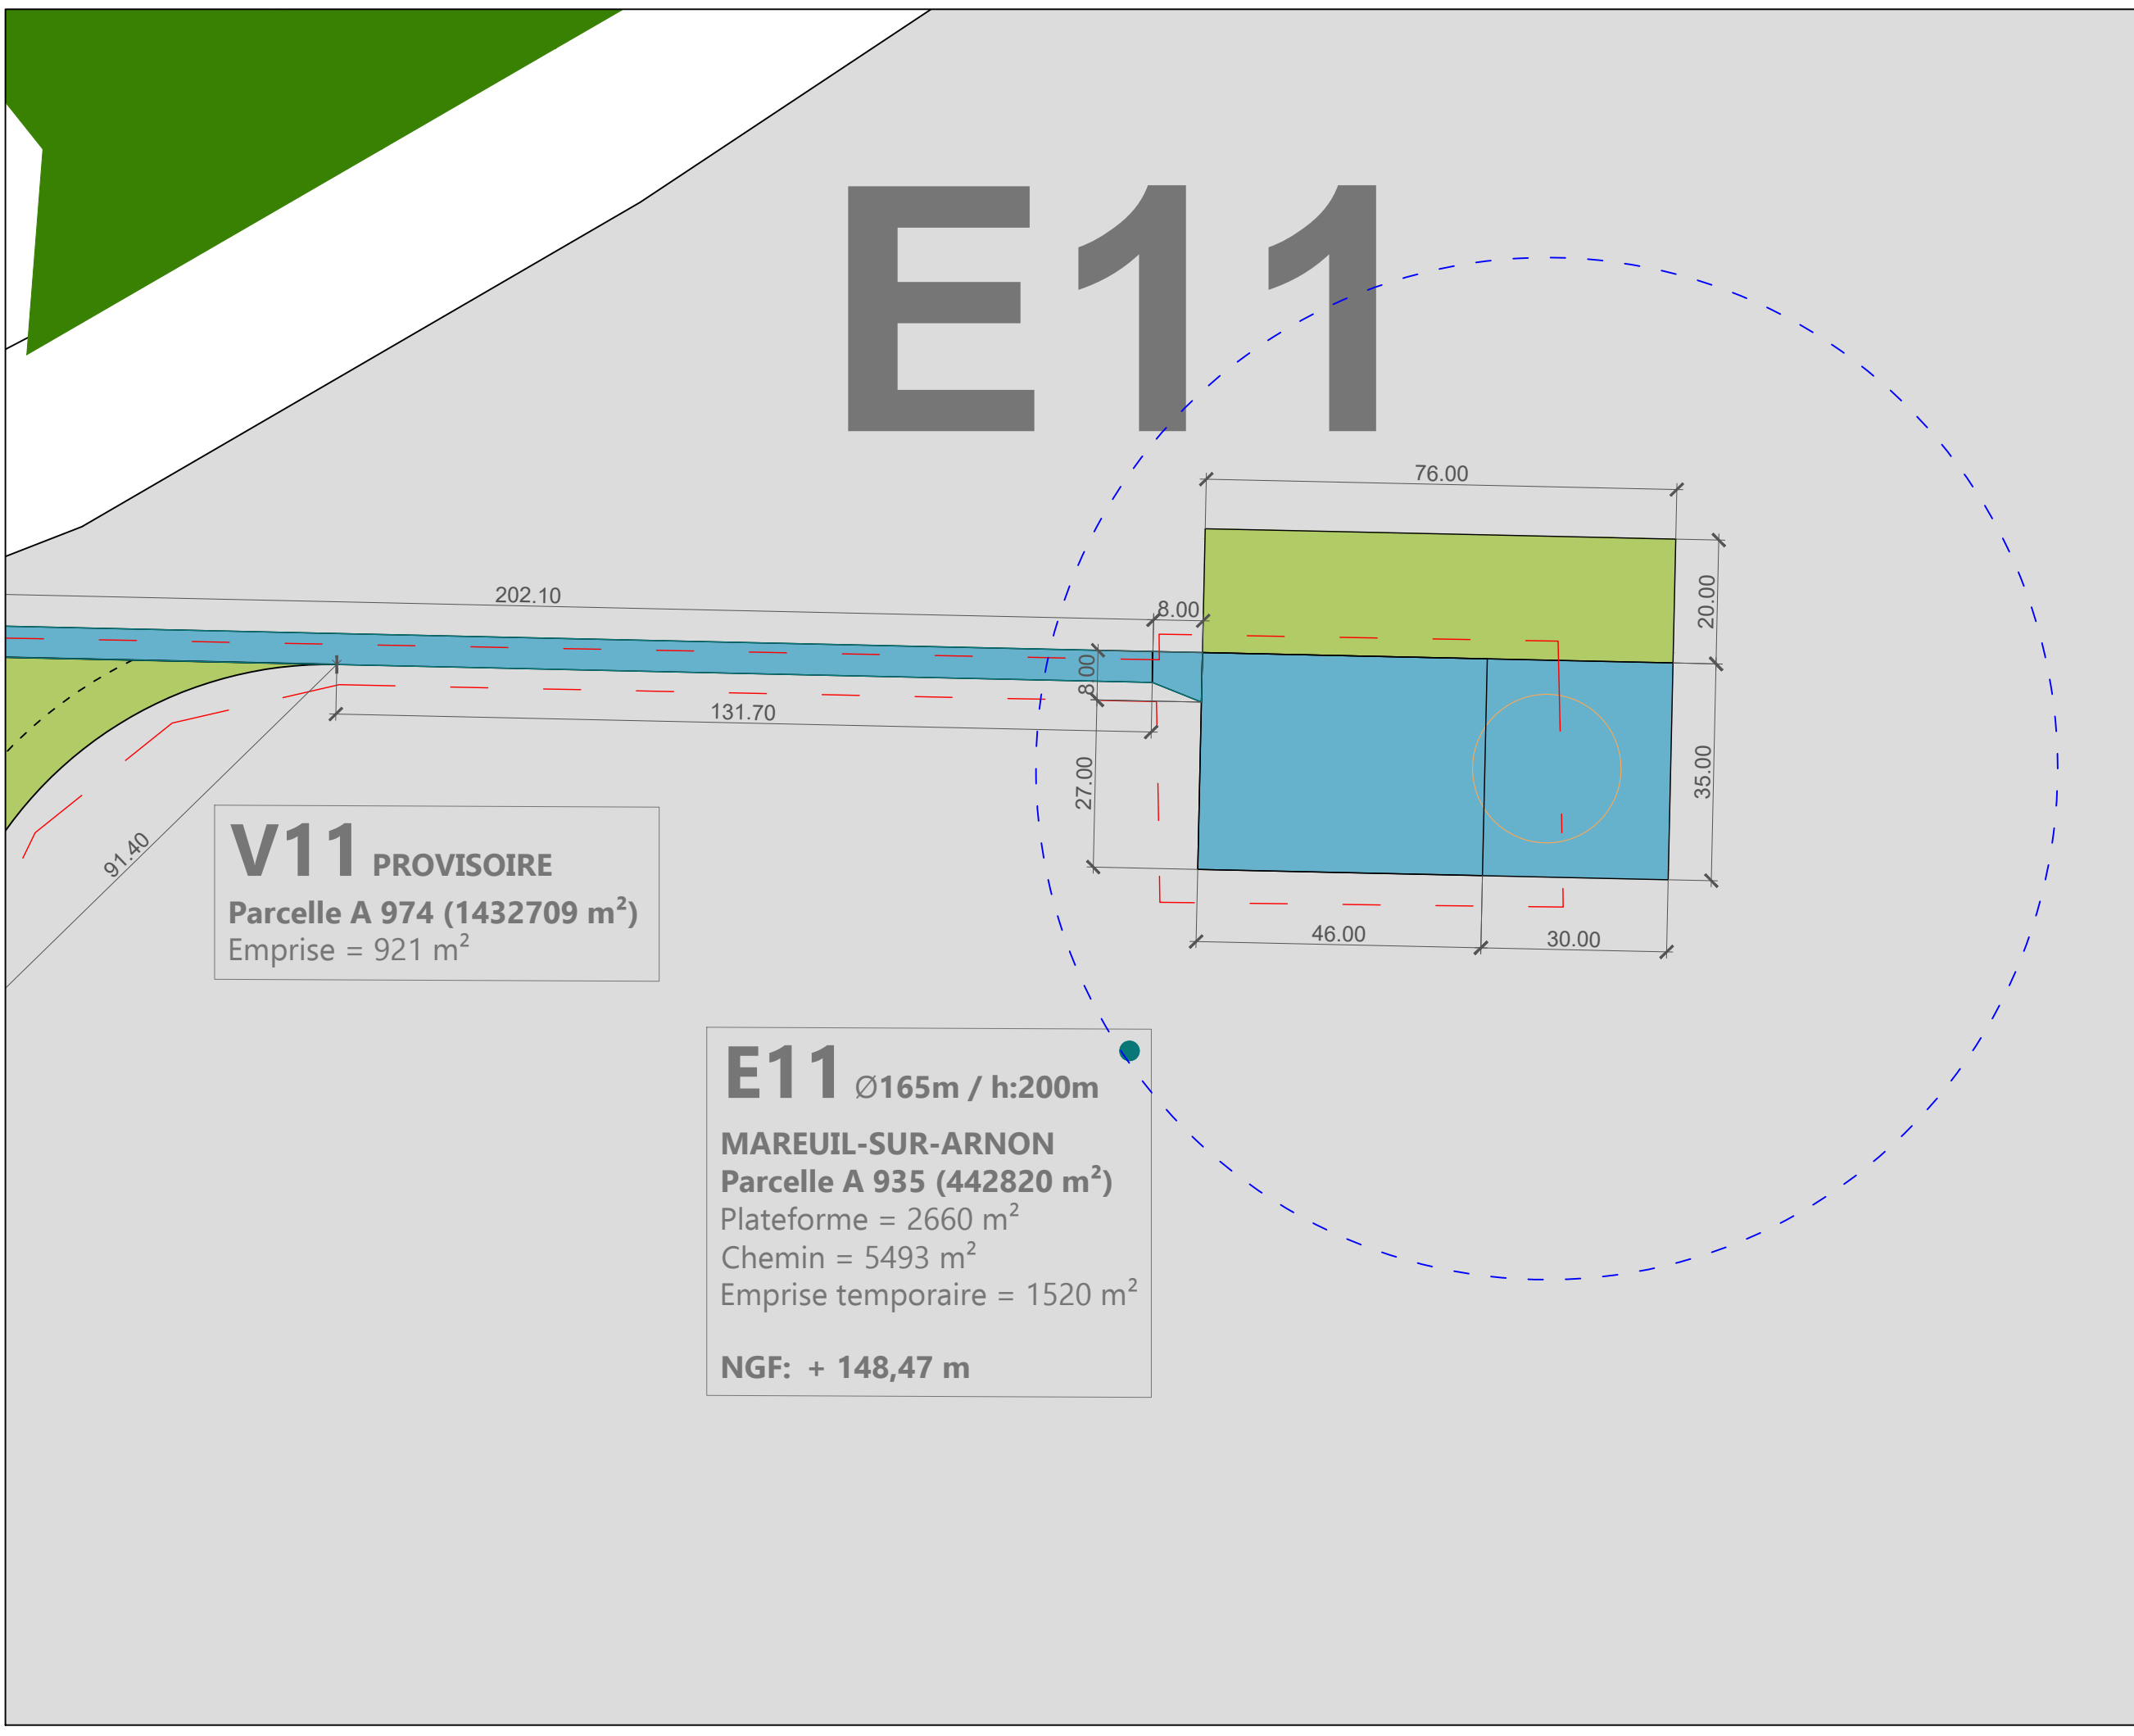 E11
76.00
20.00
202.10
8.00
8.00
131.70
27.00
35.00
91.40
46.00
30.00
V11 PROVISOIRE
Parcelle A 974 (1432709 m²)
Emprise = 921 m²
E11 Ø165m / h:200m
MAREUIL-SUR-ARNON
Parcelle A 935 (442820 m²)
Plateforme = 2660 m²
Chemin = 5493 m²
Emprise temporaire = 1520 m²
NGF: + 148,47 m